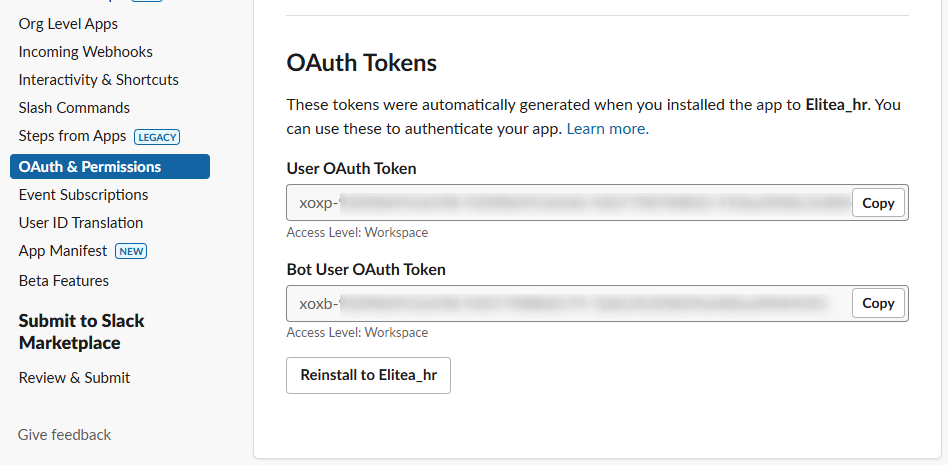 Org Level Apps
Incoming Webhooks
Interactivity & Shortcuts
Slash Commands
Steps from Apps LEGACY
OAuth & Permissions
Event Subscriptions
User ID Translation
App Manifest NEW
Beta Features
Submit to Slack
Marketplace
Review & Submit
Give feedback
OAuth Tokens
These tokens were automatically generated when you installed the app to Elitea_hr. You
can use these to authenticate your app. Learn more.
User OAuth Token
xoxp- Copy
Access Level: Workspace
Bot User OAuth Token
xoxb- Copy
Access Level: Workspace
Reinstall to Elitea_hr